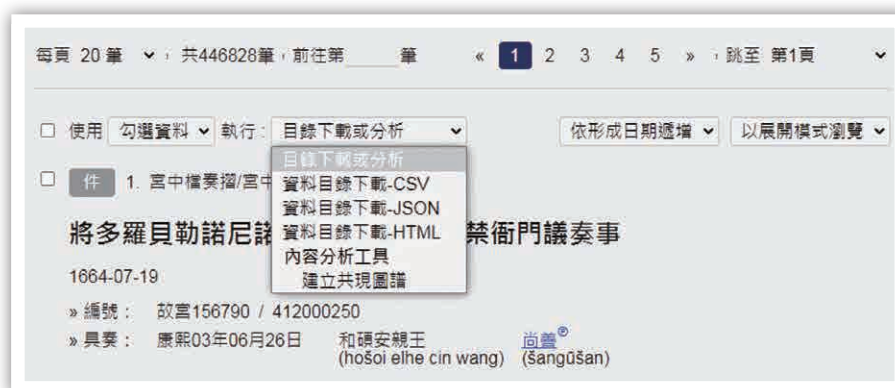 每頁 20 筆 ，共446828筆，前往第 筆 « 1 2 3 4 5 » ，跳至 第1頁
使用 勾選資料 執行： 目錄下載或分析 依形成日期遞增 以展開模式瀏覽
目錄下載或分析
件 1. 宮中檔奏摺/宮中
資料目錄下載-CSV
資料目錄下載-JSON
將多羅貝勒諾尼 禁衙門議奏事
資料目錄下載-HTML
內容分析工具
建立共現圖譜
1664-07-19
» 編號： 故宮156790 / 412000250
» 具奏： 康熙03年06月26日 和碩安親王 尚善®
(hošoi elhe cin wang) (šangūšan)